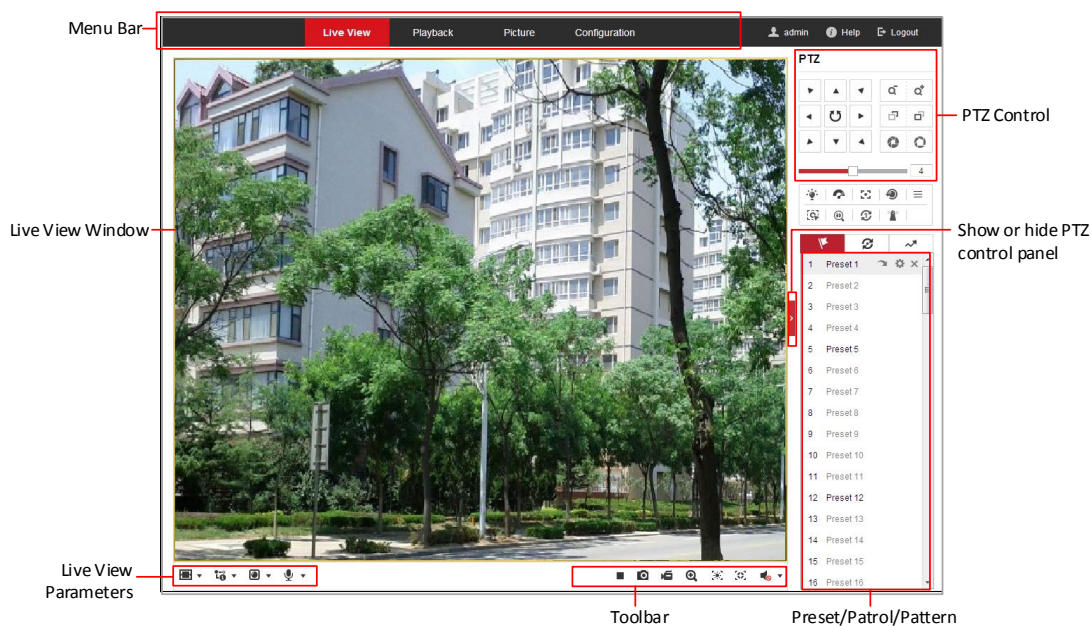 Menu Bar
Live View Playback Picture Configuration admin Help Logout
PTZ
PTZ Control
4
Live View Window
Show or hide PTZ
control panel
1 Preset 1
2 Preset 2
3 Preset 3
4 Preset 4
5 Preset 5
6 Preset 6
7 Preset 7
8 Preset 8
9 Preset 9
10 Preset 10
11 Preset 11
12 Preset 12
13 Preset 13
14 Preset 14
15 Preset 15
16 Preset 16
Live View
Parameters
Toolbar
Preset/Patrol/Pattern